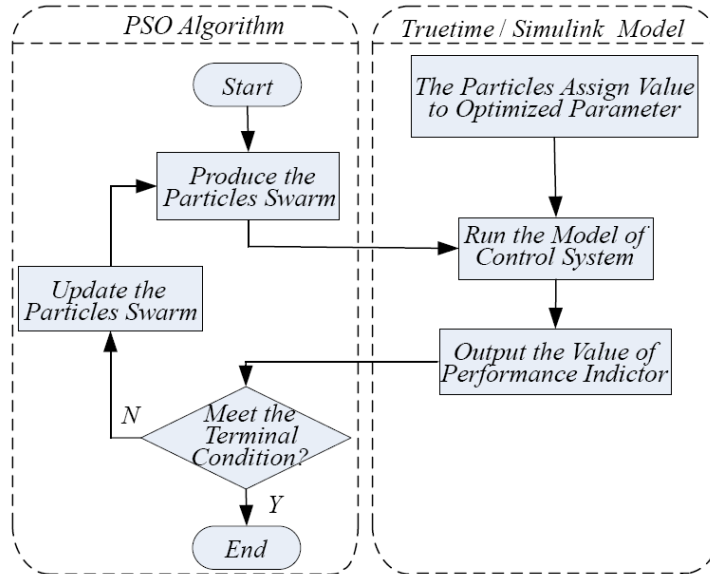 PSO Algorithm
Start
Produce the
Particles Swarm
Update the
Particles Swarm
N
Meet the
Terminal
Condition?
Y
End
Truetime / Simulink Model
The Particles Assign Value
to Optimized Parameter
Run the Model of
Control System
Output the Value of
Performance Indictor